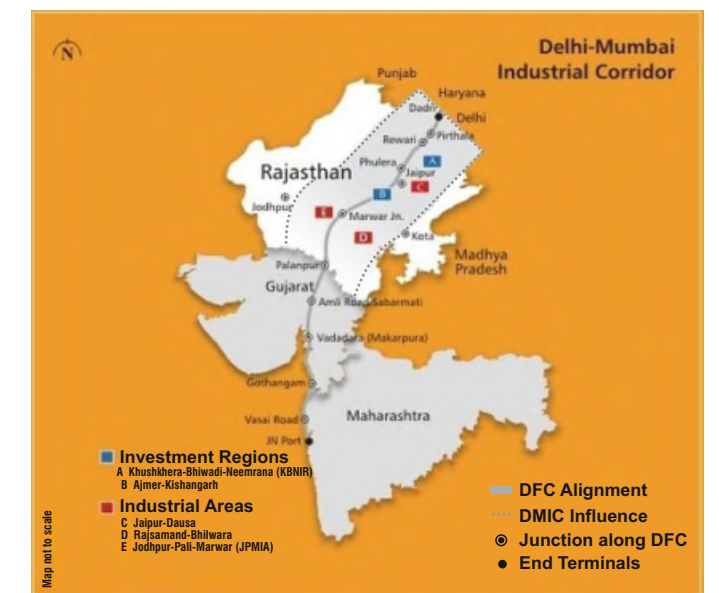 N
Delhi-Mumbai
Industrial Corridor
Punjab
Haryana
Dadri
Delhi
Pirthala
Rewari
Phulera
A
Jaipur
Rajasthan
C
B
Jodhpur
E
Marwar Jn.
D
Kota
Madhya
Pradesh
Palanpur
Gujarat
Amli Road Sabarmati
Vadadara (Makarpura)
Gothangam
Maharashtra
Vasai Road
JN Port
Investment Regions
A Khushkhera-Bhiwadi-Neemrana (KBNIR)
B Ajmer-Kishangarh
Industrial Areas
C Jaipur-Dausa
D Rajsamand-Bhilwara
E Jodhpur-Pali-Marwar (JPMIA)
DFC Alignment
DMIC Influence
Junction along DFC
End Terminals
Map not to scale